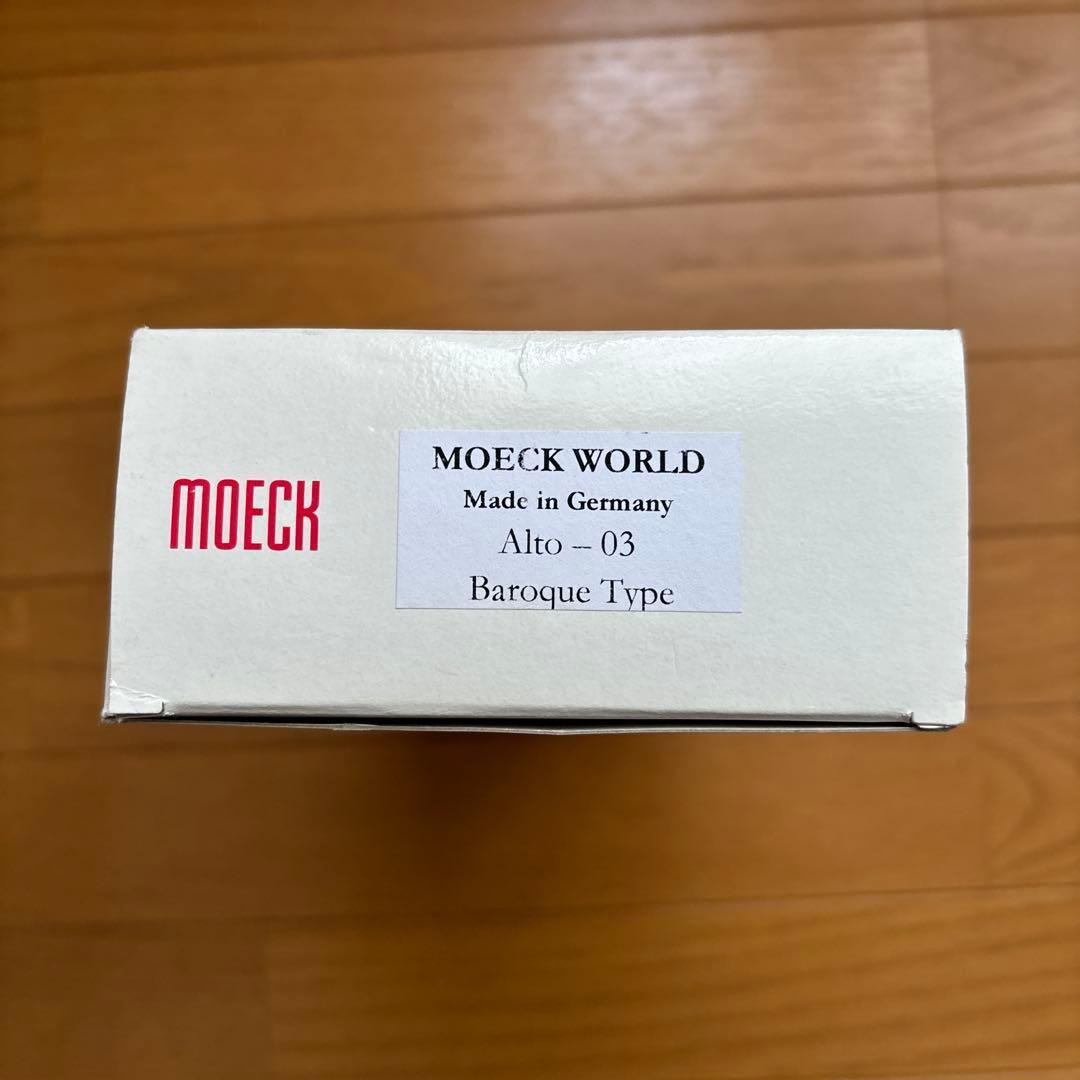 MOECK
MOECK WORLD
Made in Germany
Alto – 03
Baroque Type